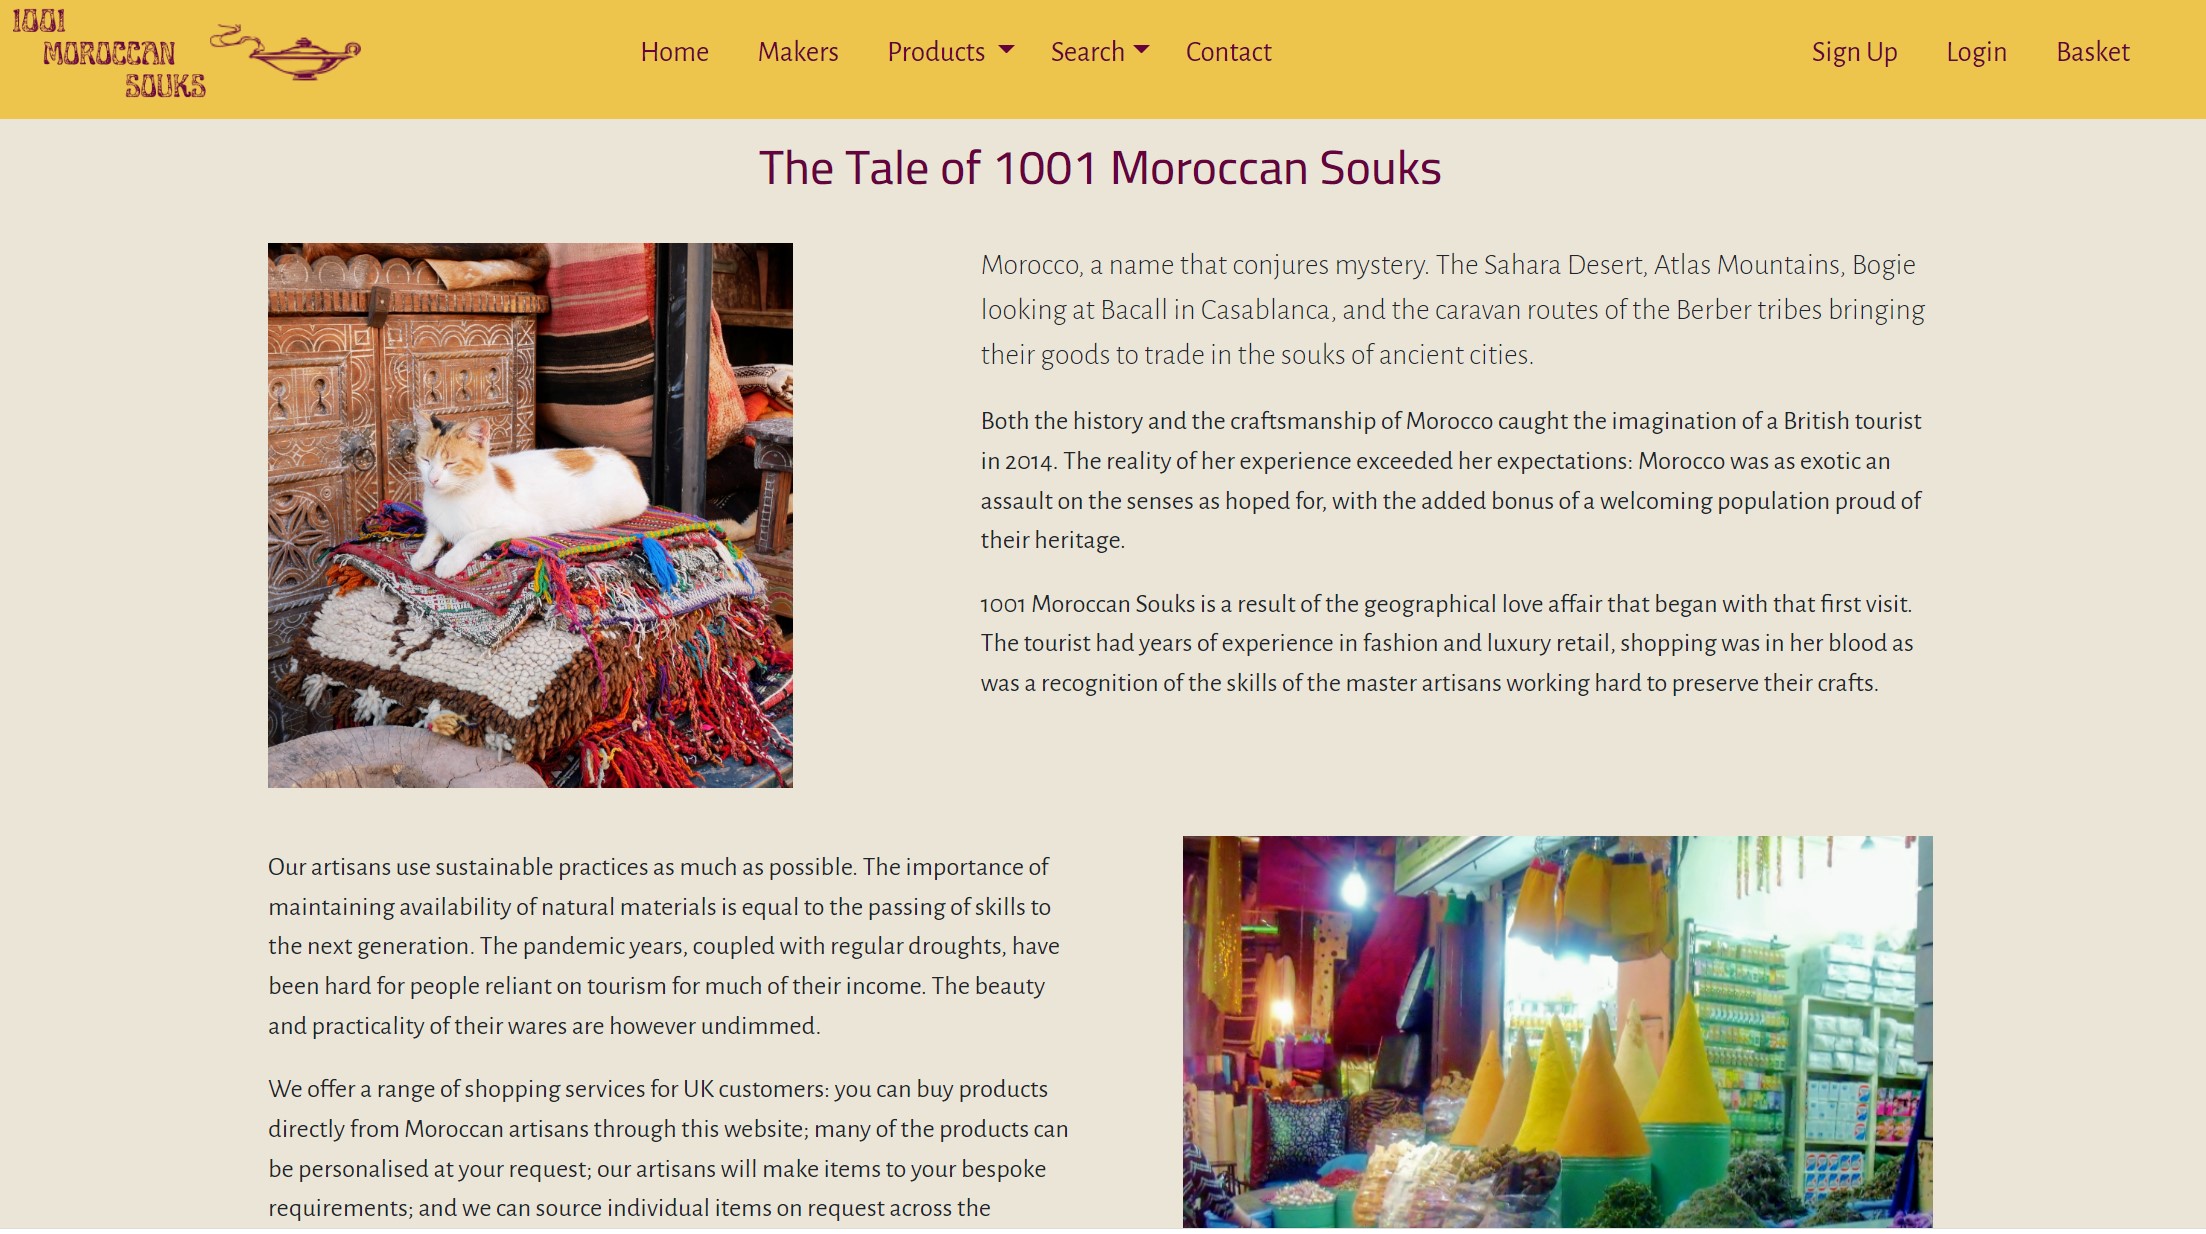 1001
MOROCCAN
SOUKS
Home Makers Products Search Contact
Sign Up Login Basket
The Tale of 1001 Moroccan Souks
Morocco, a name that conjures mystery. The Sahara Desert, Atlas Mountains, Bogie
looking at Bacall in Casablanca, and the caravan routes of the Berber tribes bringing
their goods to trade in the souks of ancient cities.
Both the history and the craftsmanship of Morocco caught the imagination of a British tourist
in 2014. The reality of her experience exceeded her expectations: Morocco was as exotic an
assault on the senses as hoped for, with the added bonus of a welcoming population proud of
their heritage.
1001 Moroccan Souks is a result of the geographical love affair that began with that first visit.
The tourist had years of experience in fashion and luxury retail, shopping was in her blood as
was a recognition of the skills of the master artisans working hard to preserve their crafts.
Our artisans use sustainable practices as much as possible. The importance of
maintaining availability of natural materials is equal to the passing of skills to
the next generation. The pandemic years, coupled with regular droughts, have
been hard for people reliant on tourism for much of their income. The beauty
and practicality of their wares are however undimmed.
We offer a range of shopping services for UK customers: you can buy products
directly from Moroccan artisans through this website; many of the products can
be personalised at your request; our artisans will make items to your bespoke
requirements; and we can source individual items on request across the